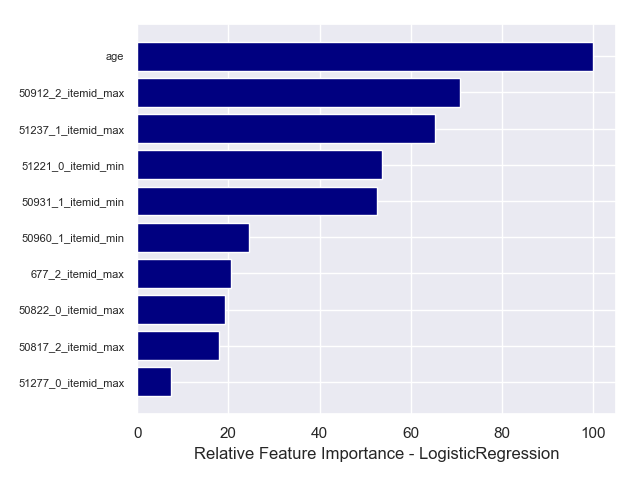 age
50912_2_itemid_max
51237_1_itemid_max
51221_0_itemid_min
50931_1_itemid_min
50960_1_itemid_min
677_2_itemid_max
50822_0_itemid_max
50817_2_itemid_max
51277_0_itemid_max
0 20 40 60 80 100
Relative Feature Importance - LogisticRegression